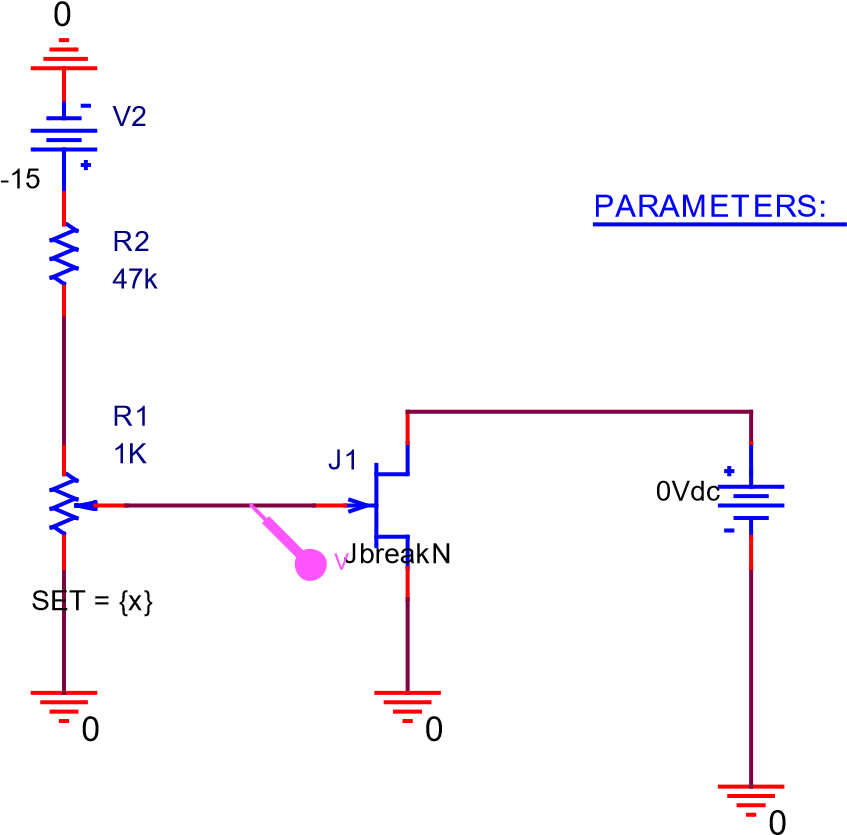 0
-
V2
+
-15
PARAMETERS:
R2
47k
R1
1K
J1
+
0Vdc
-
V
JbreakN
SET = {x}
0
0
0